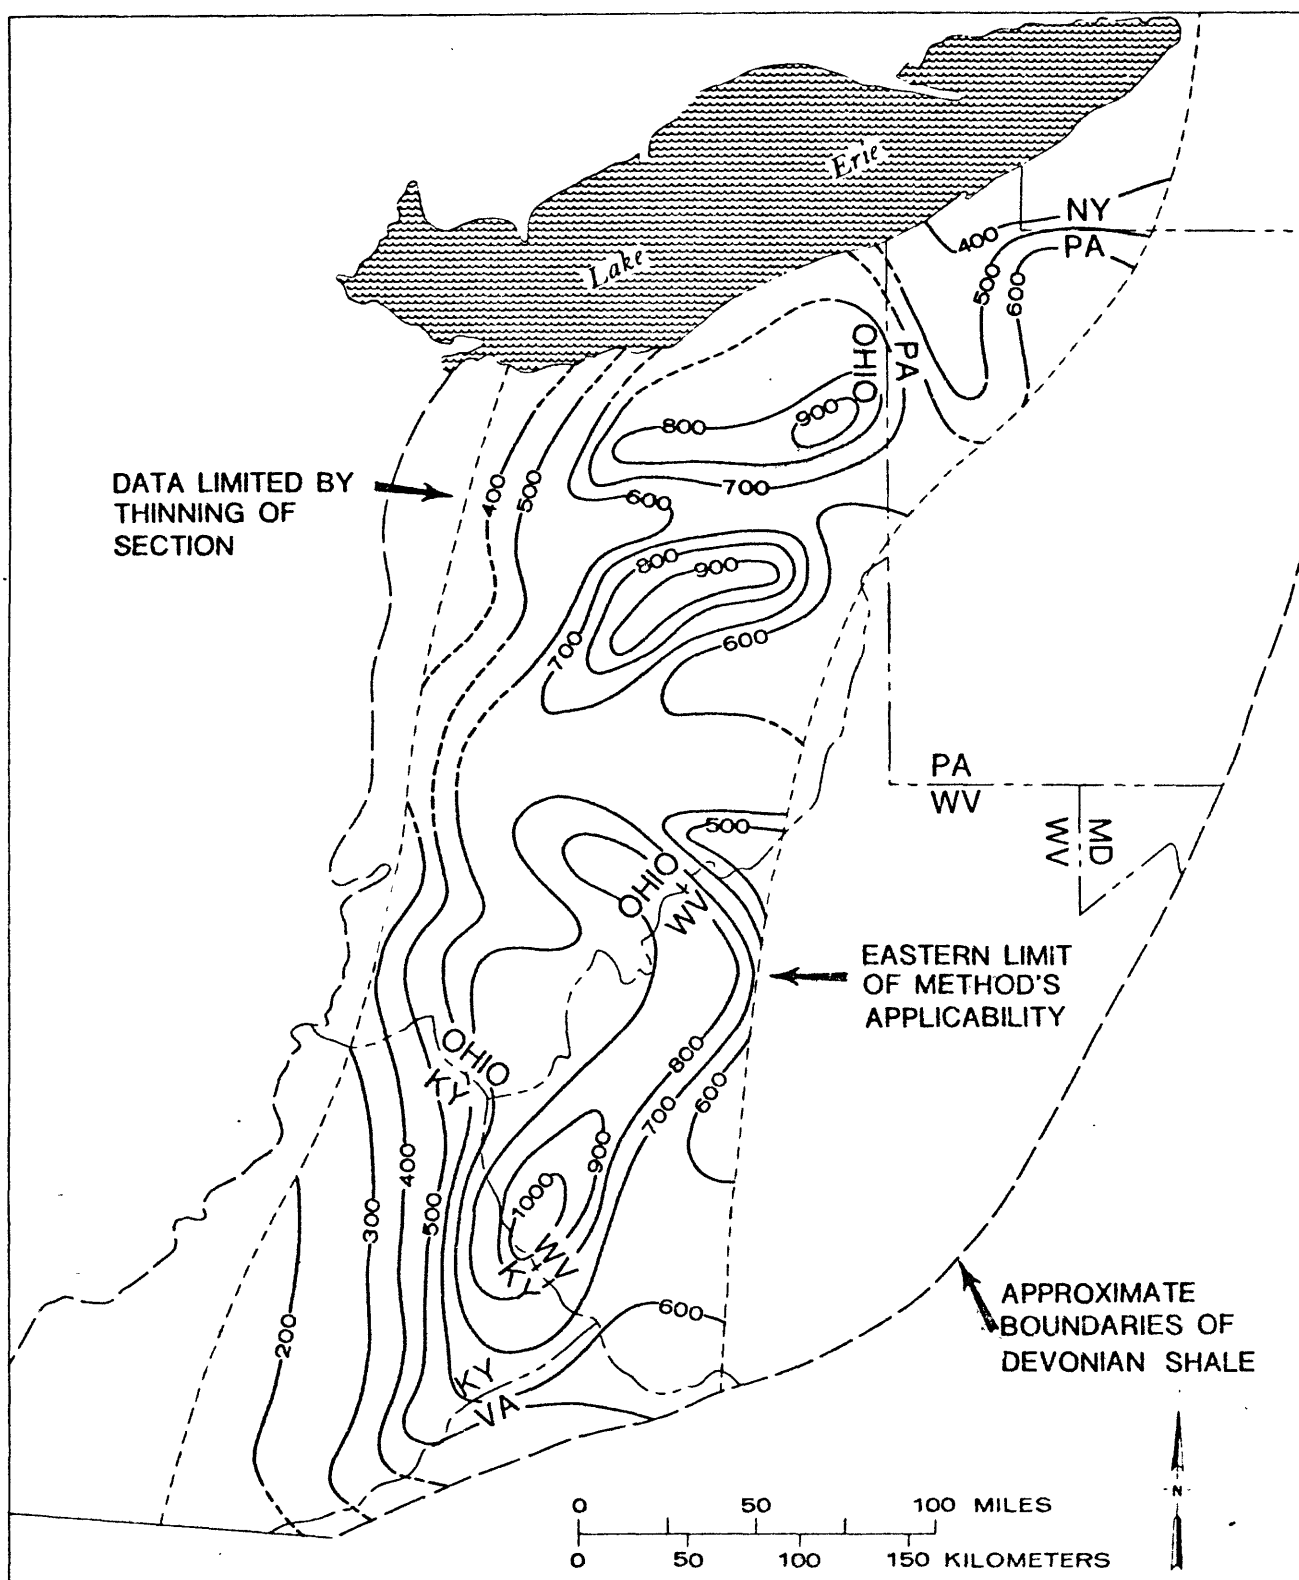 Lake
Erie
NY
PA
400
500
600
OHIO
PA
900
800
700
600
400
500
DATA LIMITED BY
THINNING OF
SECTION
800
900
700
600
PA
WV
MD
WV
500
OHIO
WV
EASTERN LIMIT
OF METHOD'S
APPLICABILITY
OHIO
KY
800
700
600
900
1000
400
300
500
WV
KY
200
600
KY
VA
APPROXIMATE
BOUNDARIES OF
DEVONIAN SHALE
N
0 50 100 MILES
0 50 100 150 KILOMETERS